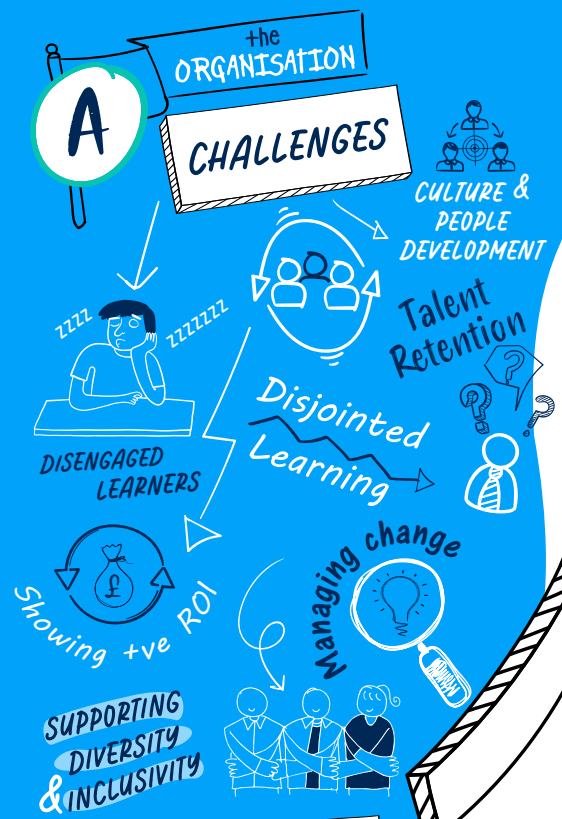 the
ORGANISATION
A
CHALLENGES
CULTURE &
PEOPLE
DEVELOPMENT
zzzz
zzzzzzz
Talent
Retention
? ? ?
Disjointed
Learning
DISENGAGED
LEARNERS
£
Showing +ve ROI
Managing change
SUPPORTING
DIVERSITY
& INCLUSIVITY